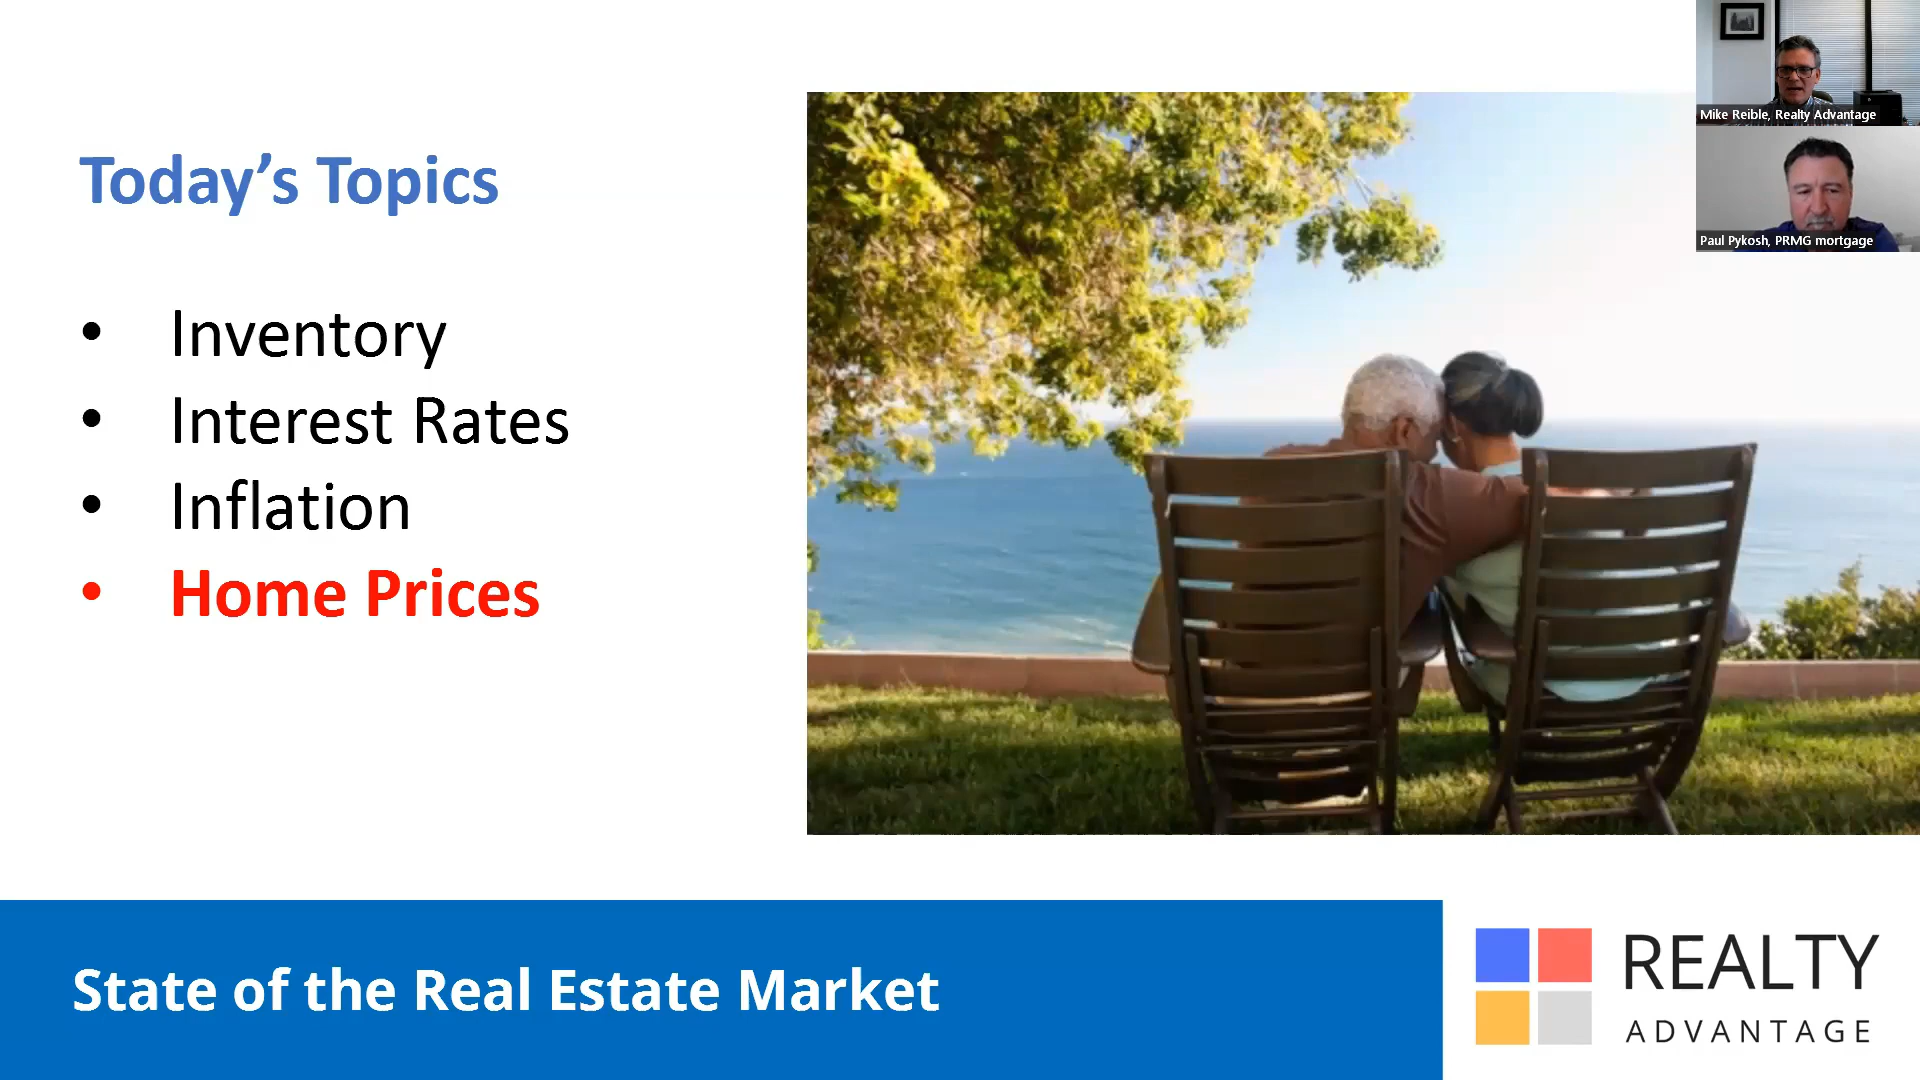 Today’s Topics
• Inventory
• Interest Rates
• Inflation
• Home Prices
Mike Reible, Realty Advantage
Paul Pykosh, PRMG mortgage
State of the Real Estate Market
REALTY
ADVANTAGE